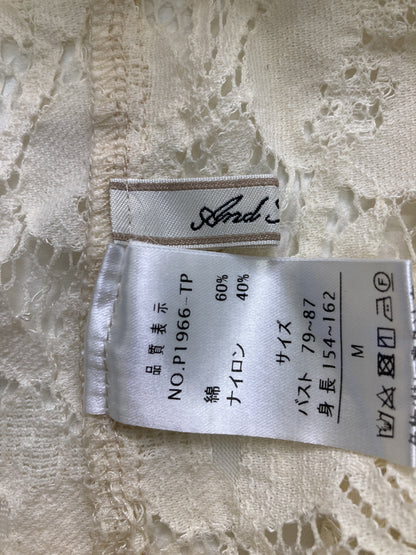 And
品質表示
NO.P1966-TP
綿 60%
ナイロン 40%
サイズ
バスト 79~87
身長 154~162
M